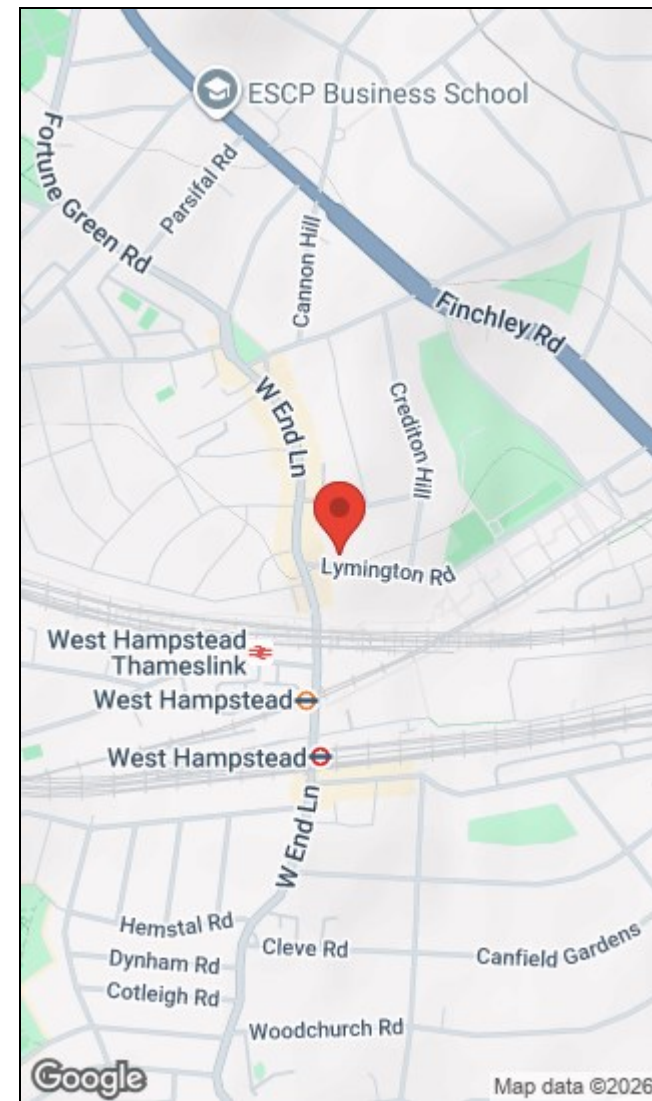 ESCP Business School
Fortune Green Rd
Parsifal Rd
Cannon Hill
Finchley Rd
W End Ln
Crediton Hill
Lymington Rd
West Hampstead
Thameslink
West Hampstead
West Hampstead
W End Ln
Hemstal Rd
Cleve Rd
Canfield Gardens
Dynham Rd
Cotleigh Rd
Woodchurch Rd
Google
Map data ©2026